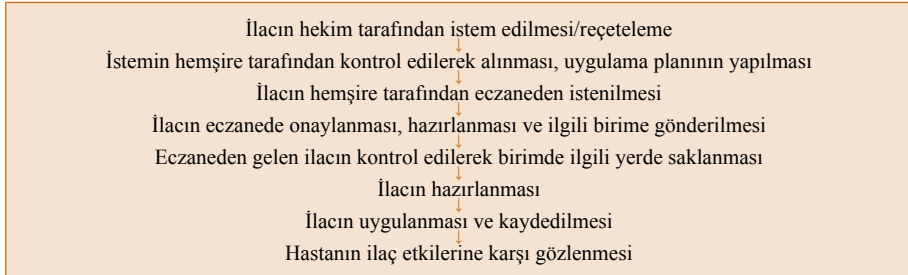 İlacın hekim tarafından istem edilmesi/reçeteleme
İstemin hemşire tarafından kontrol edilerek alınması, uygulama planının yapılması
İlacın hemşire tarafından eczaneden istenilmesi
İlacın eczanede onaylanması, hazırlanması ve ilgili birime gönderilmesi
Eczaneden gelen ilacın kontrol edilerek birimde ilgili yerde saklanması
İlacın hazırlanması
İlacın uygulanması ve kaydedilmesi
Hastanın ilaç etkilerine karşı gözlenmesi